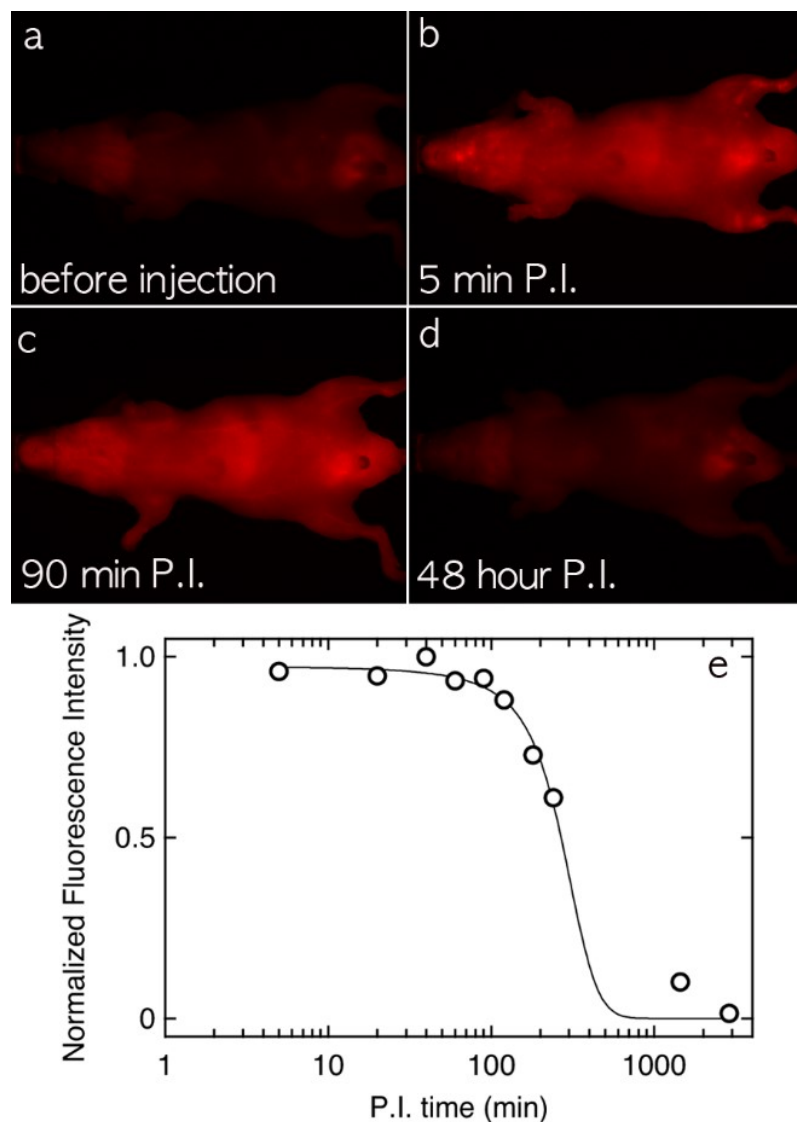 a
b
before injection
5 min P.I.
c
d
90 min P.I.
48 hour P.I.
Normalized Fluorescence Intensity
1.0
0.5
0
e
1
10
100
1000
P.I. time (min)